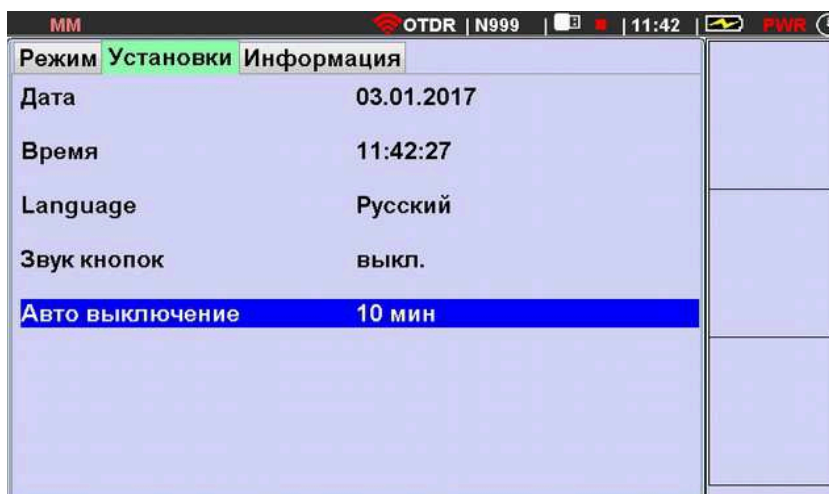 MM OTDR | N999 | | 11:42 | PWR
Режим Установки Информация
Дата 03.01.2017
Время 11:42:27
Language Русский
Звук кнопок выкл.
Авто выключение 10 мин